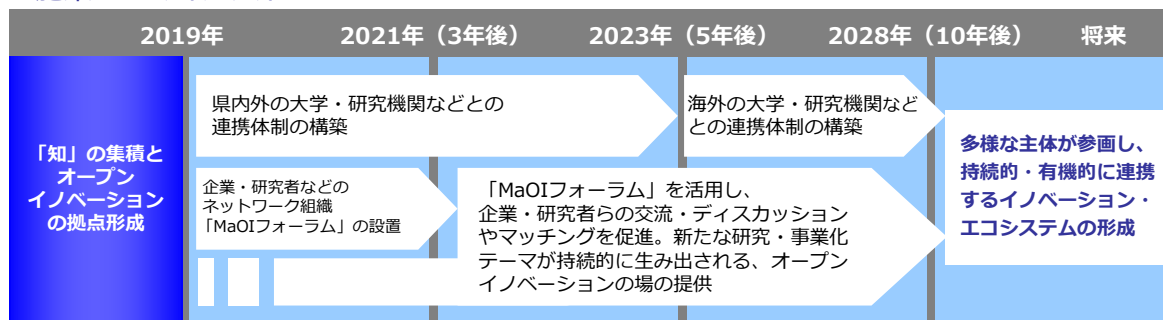 2019年 2021年（3年後） 2023年（5年後） 2028年（10年後） 将来
「知」の集積と
オープン
イノベーション
の拠点形成
県内外の大学・研究機関などとの
連携体制の構築
海外の大学・研究機関など
との連携体制の構築
企業・研究者などの
ネットワーク組織
「MaOIフォーラム」の設置
「MaOIフォーラム」を活用し、
企業・研究者らの交流・ディスカッション
やマッチングを促進。新たな研究・事業化
テーマが持続的に生み出される、オープン
イノベーションの場の提供
多様な主体が参画し、
持続的・有機的に連携
するイノベーション・
エコシステムの形成